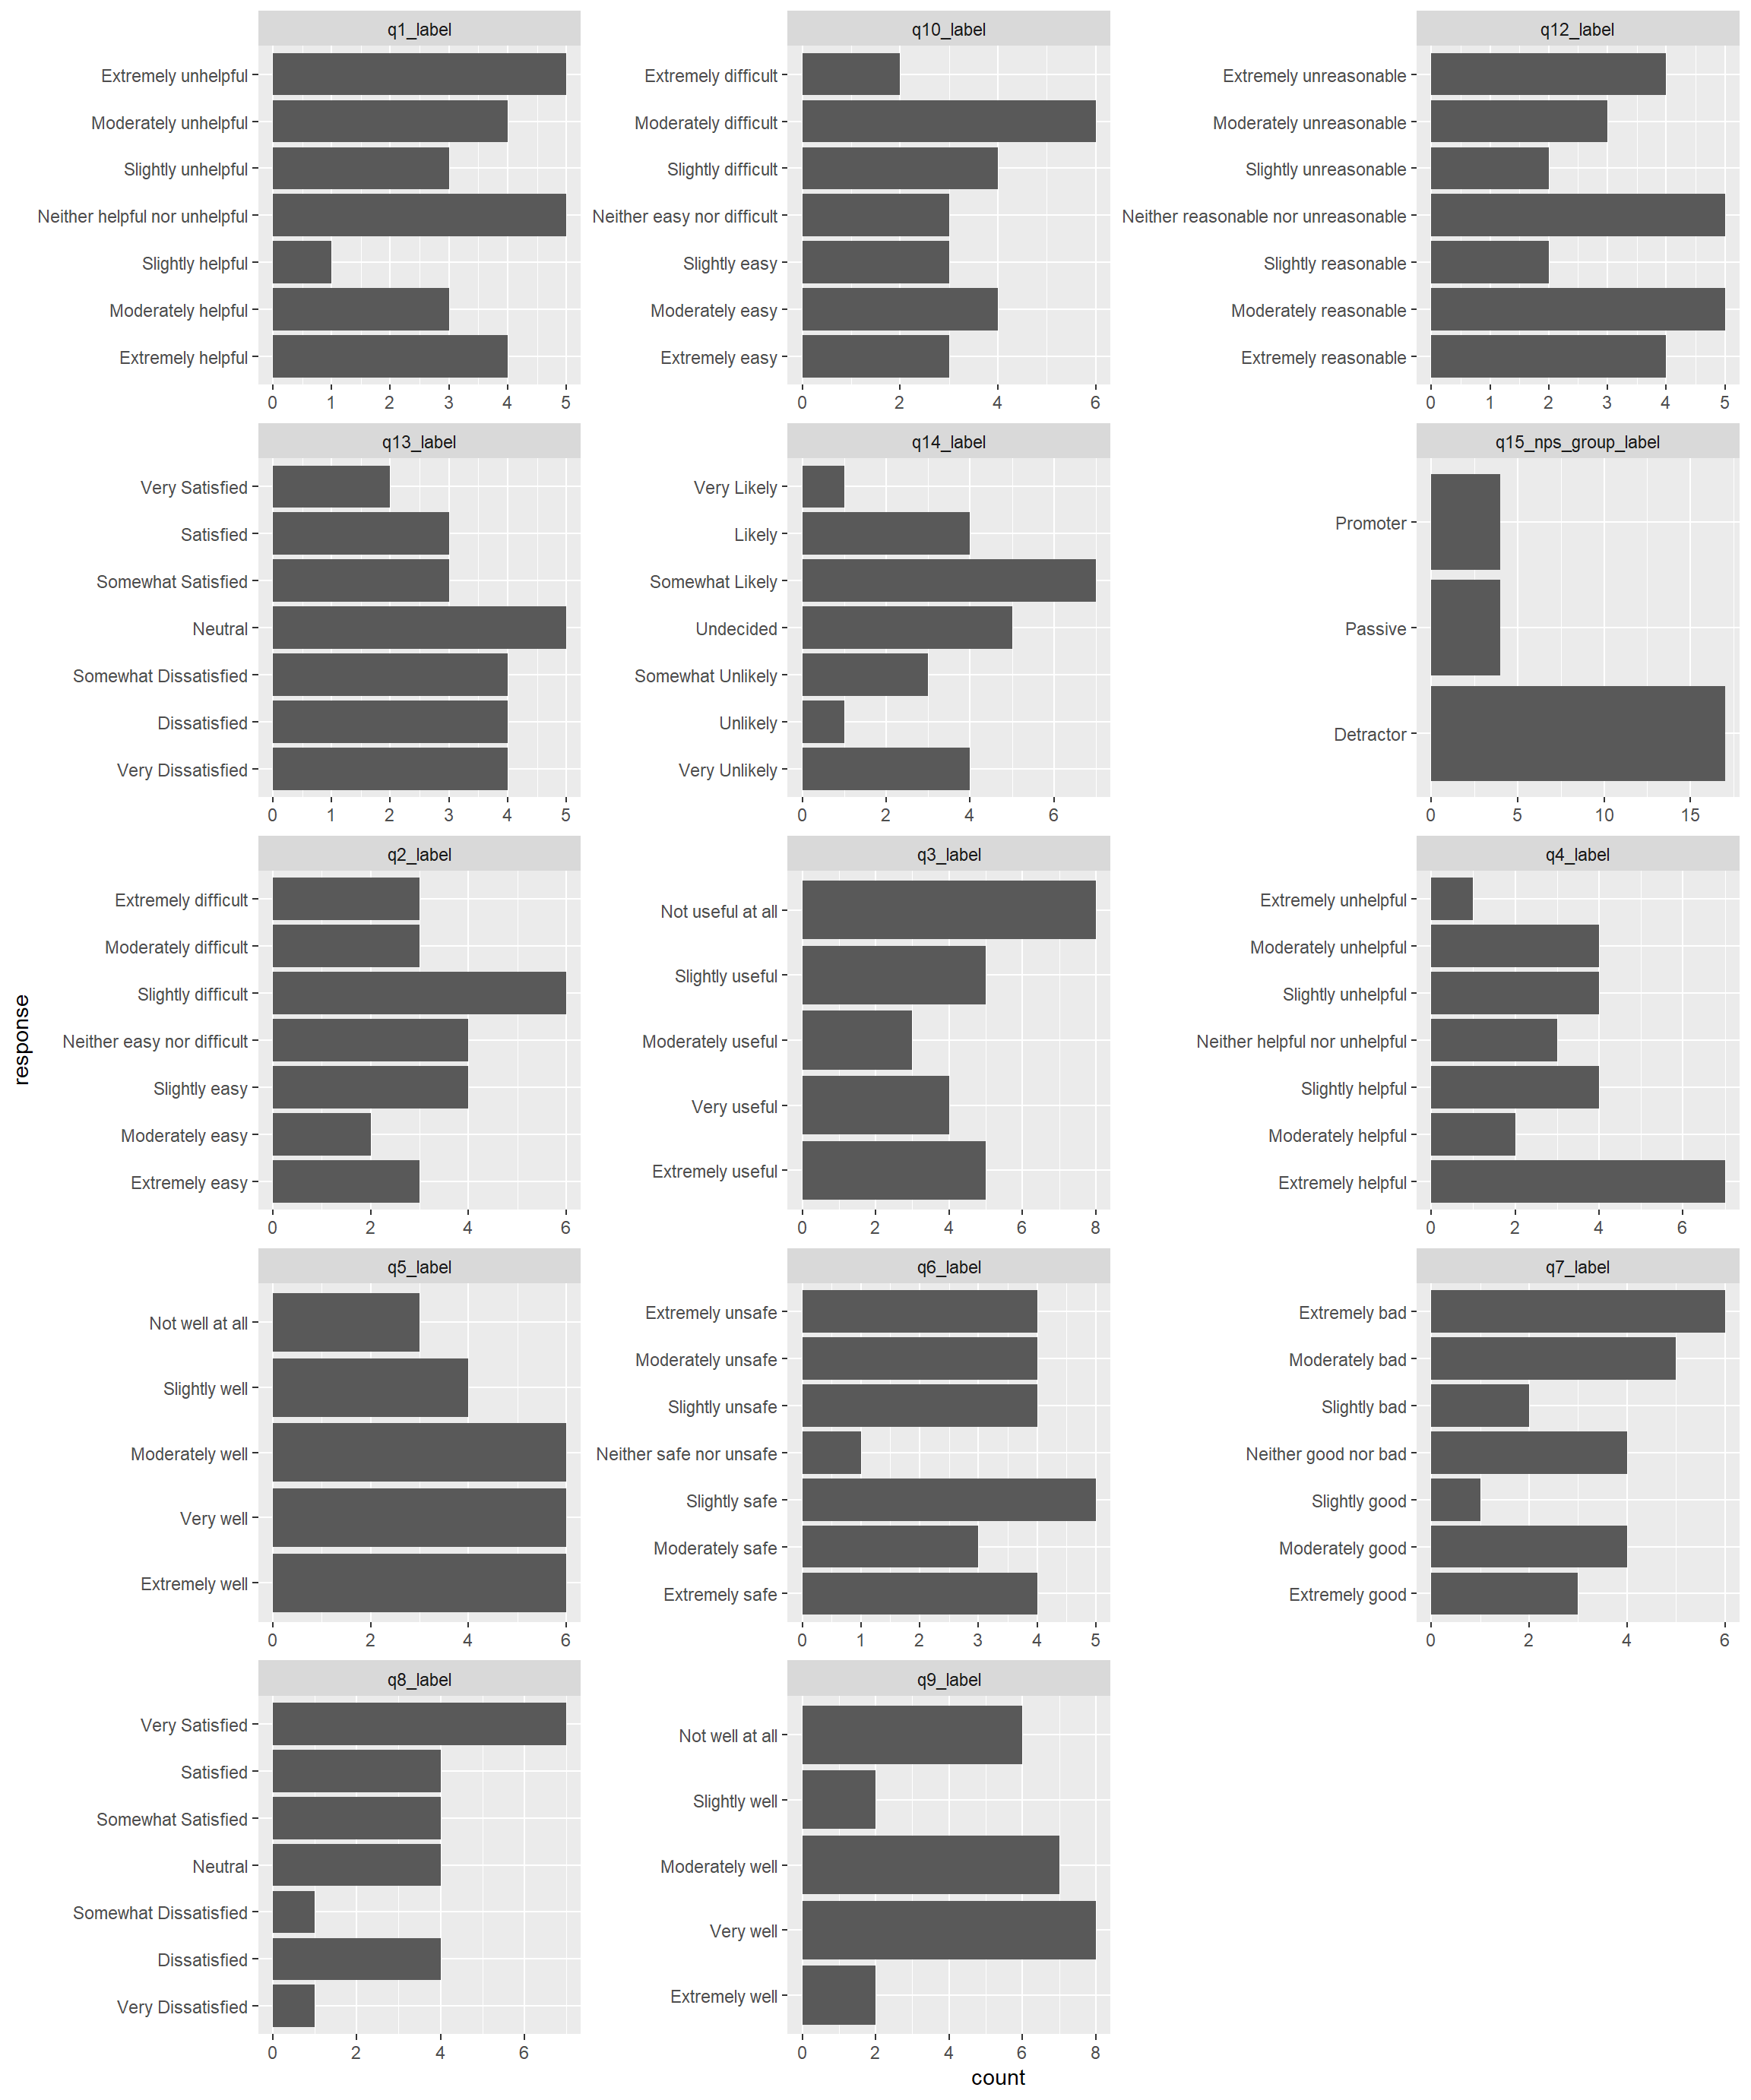 q1_label
Extremely unhelpful
Moderately unhelpful
Slightly unhelpful
Neither helpful nor unhelpful
Slightly helpful
Moderately helpful
Extremely helpful
0 1 2 3 4 5
q10_label
Extremely difficult
Moderately difficult
Slightly difficult
Neither easy nor difficult
Slightly easy
Moderately easy
Extremely easy
0 2 4 6
q12_label
Extremely unreasonable
Moderately unreasonable
Slightly unreasonable
Neither reasonable nor unreasonable
Slightly reasonable
Moderately reasonable
Extremely reasonable
0 1 2 3 4 5
q13_label
Very Satisfied
Satisfied
Somewhat Satisfied
Neutral
Somewhat Dissatisfied
Dissatisfied
Very Dissatisfied
0 1 2 3 4 5
q14_label
Very Likely
Likely
Somewhat Likely
Undecided
Somewhat Unlikely
Unlikely
Very Unlikely
0 2 4 6
q15_nps_group_label
Promoter
Passive
Detractor
0 5 10 15
response
q2_label
Extremely difficult
Moderately difficult
Slightly difficult
Neither easy nor difficult
Slightly easy
Moderately easy
Extremely easy
0 2 4 6
q3_label
Not useful at all
Slightly useful
Moderately useful
Very useful
Extremely useful
0 2 4 6 8
q4_label
Extremely unhelpful
Moderately unhelpful
Slightly unhelpful
Neither helpful nor unhelpful
Slightly helpful
Moderately helpful
Extremely helpful
0 2 4 6
q5_label
Not well at all
Slightly well
Moderately well
Very well
Extremely well
0 2 4 6
q6_label
Extremely unsafe
Moderately unsafe
Slightly unsafe
Neither safe nor unsafe
Slightly safe
Moderately safe
Extremely safe
0 1 2 3 4 5
q7_label
Extremely bad
Moderately bad
Slightly bad
Neither good nor bad
Slightly good
Moderately good
Extremely good
0 2 4 6
q8_label
Very Satisfied
Satisfied
Somewhat Satisfied
Neutral
Somewhat Dissatisfied
Dissatisfied
Very Dissatisfied
0 2 4 6
q9_label
Not well at all
Slightly well
Moderately well
Very well
Extremely well
0 2 4 6 8
count